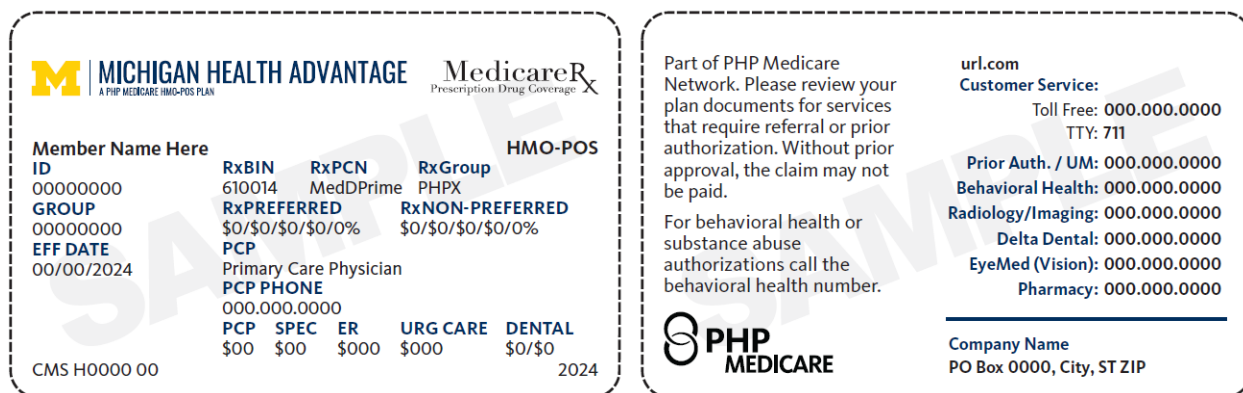 M MICHIGAN HEALTH ADVANTAGE
A PHP MEDICARE HMO-POS PLAN
MedicareRx
Prescription Drug Coverage
SAMPLE
Member Name Here HMO-POS
ID RxBIN RxPCN RxGroup
00000000 610014 MedDPrime PHPX
GROUP RxPREFERRED RxNON-PREFERRED
00000000 $0/$0/$0/$0/0% $0/$0/$0/$0/0%
EFF DATE PCP
00/00/2024 Primary Care Physician
PCP PHONE
000.000.0000
PCP SPEC ER URG CARE DENTAL
$00 $00 $000 $000 $0/$0
CMS H0000 00 2024
Part of PHP Medicare
Network. Please review your
plan documents for services
that require referral or prior
authorization. Without prior
approval, the claim may not
be paid.
For behavioral health or
substance abuse
authorizations call the
behavioral health number.
PHP
MEDICARE
SAMPLE
url.com
Customer Service:
Toll Free: 000.000.0000
TTY: 711
Prior Auth. / UM: 000.000.0000
Behavioral Health: 000.000.0000
Radiology/Imaging: 000.000.0000
Delta Dental: 000.000.0000
EyeMed (Vision): 000.000.0000
Pharmacy: 000.000.0000
Company Name
PO Box 0000, City, ST ZIP